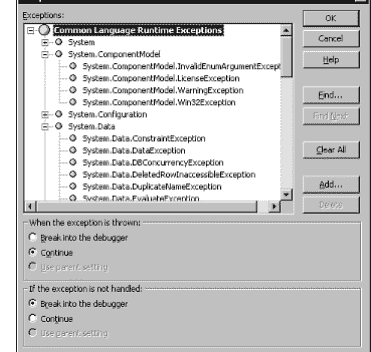 Exceptions:
Common Language Runtime Exceptions
System
System.ComponentModel
System.ComponentModel.InvalidEnumArgumentExcept
System.ComponentModel.LicenseException
System.ComponentModel.WarningException
System.ComponentModel.Win32Exception
System.Configuration
System.Data
System.Data.ConstraintException
System.Data.DataException
System.Data.DBConcurrencyException
System.Data.DeletedRowInaccessibleException
System.Data.DuplicateNameException
System.Data.EvaluateException
OK
Cancel
Help
Find...
Find Next
Clear All
Add...
Delete
When the exception is thrown:
Break into the debugger
Continue
Use parent setting
If the exception is not handled:
Break into the debugger
Continue
Use parent setting